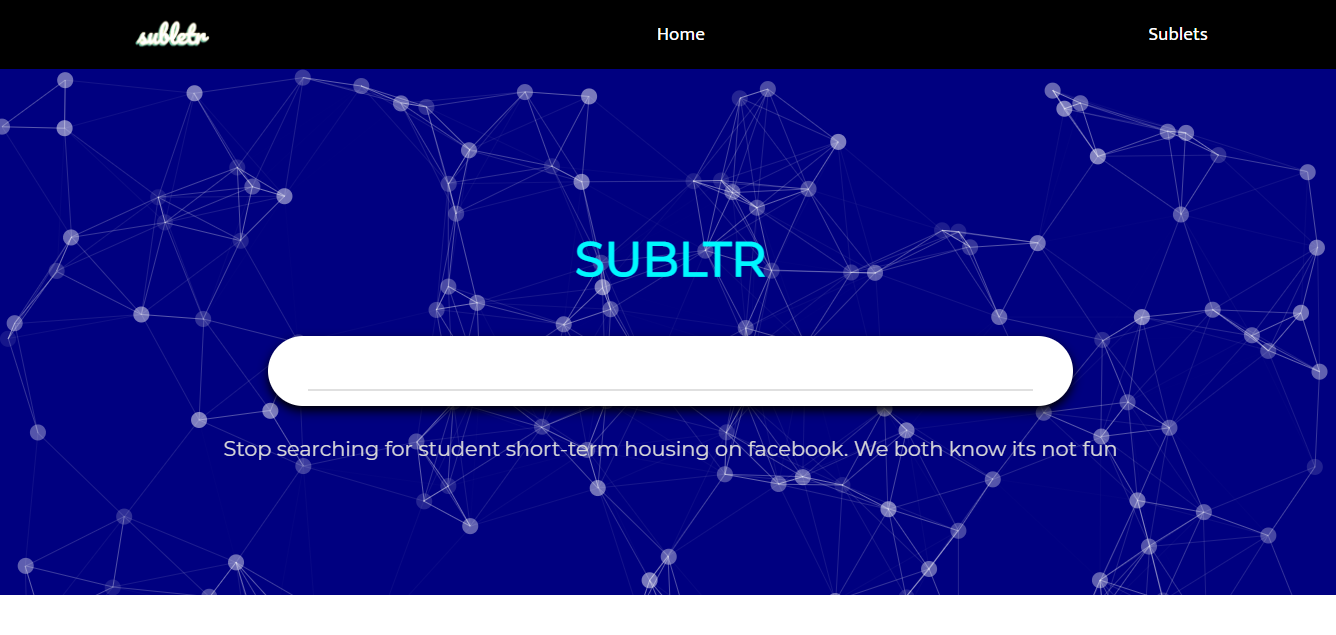 subletr
Home
Sublets
SUBLTR
Stop searching for student short-term housing on facebook. We both know its not fun